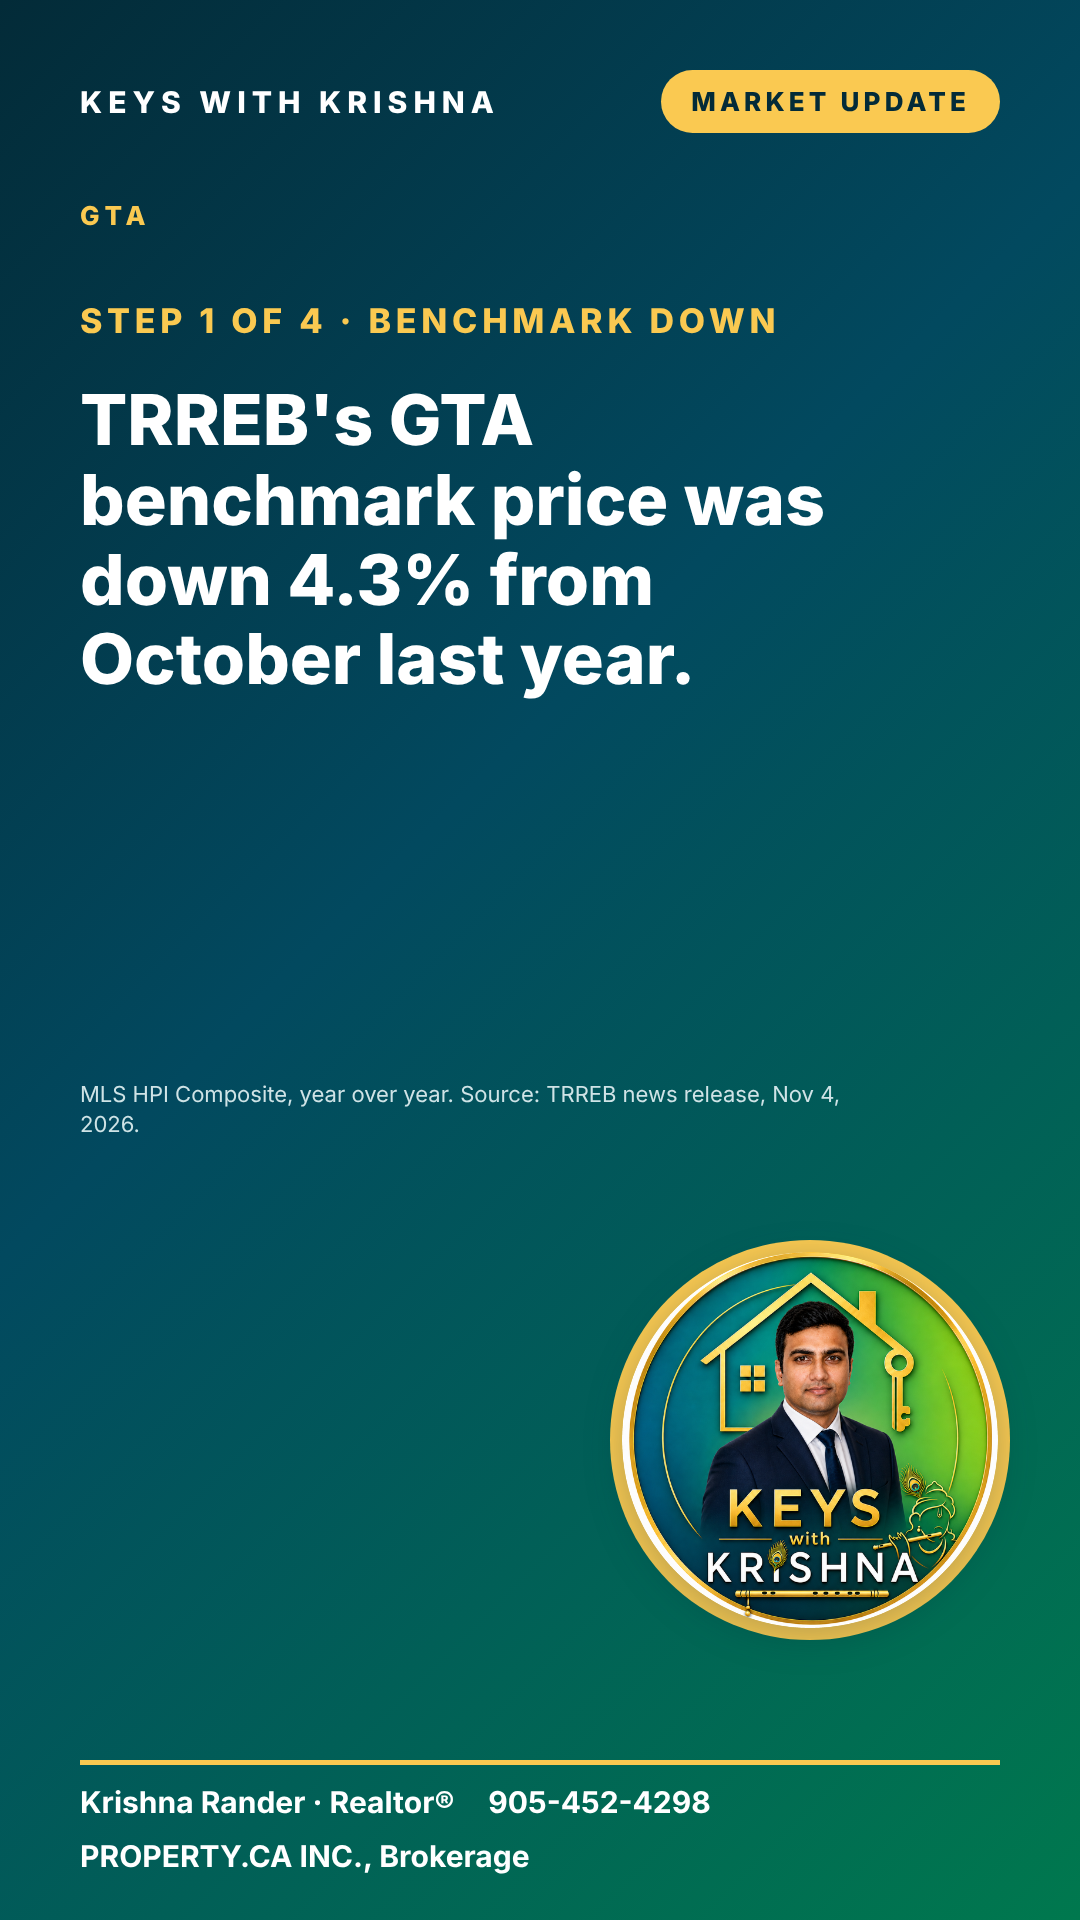 KEYS WITH KRISHNA
MARKET UPDATE
GTA
STEP 1 OF 4 · BENCHMARK DOWN
TRREB's GTA
benchmark price was
down 4.3% from
October last year.
MLS HPI Composite, year over year. Source: TRREB news release, Nov 4,
2026.
KEYS
with
KRISHNA
Krishna Rander · Realtor® 905-452-4298
PROPERTY.CA INC., Brokerage